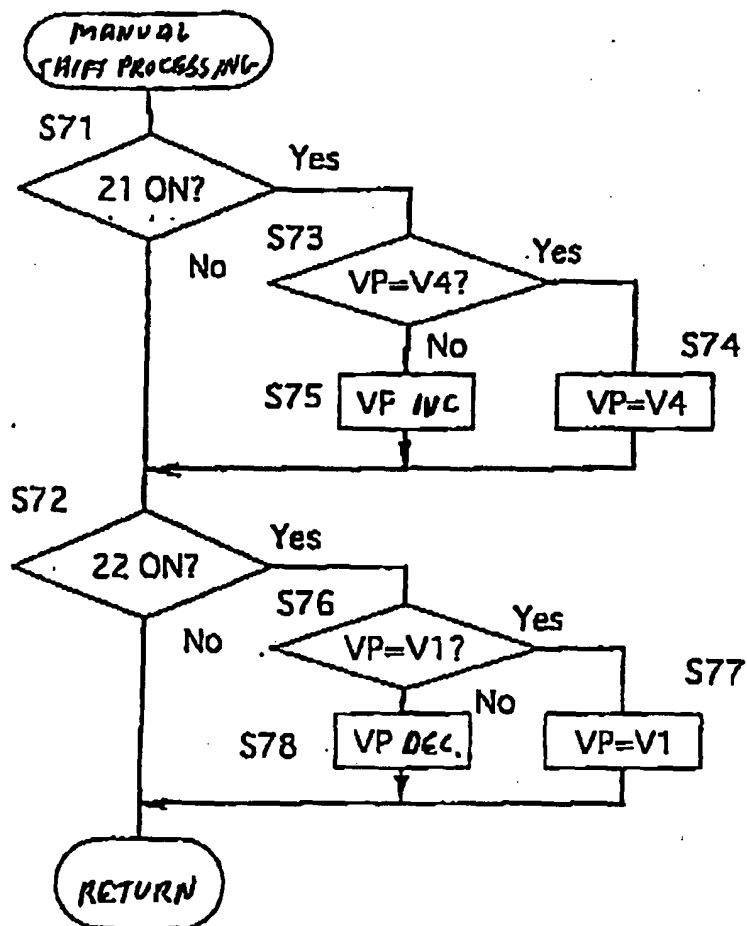 MANUAL
SHIFT PROCESSING
S71
21 ON?
Yes
No
S73
VP=V4?
Yes
No
S74
VP=V4
S75
VP INC
S72
22 ON?
Yes
No
S76
VP=V1?
Yes
No
S77
VP=V1
S78
VP DEC.
RETURN